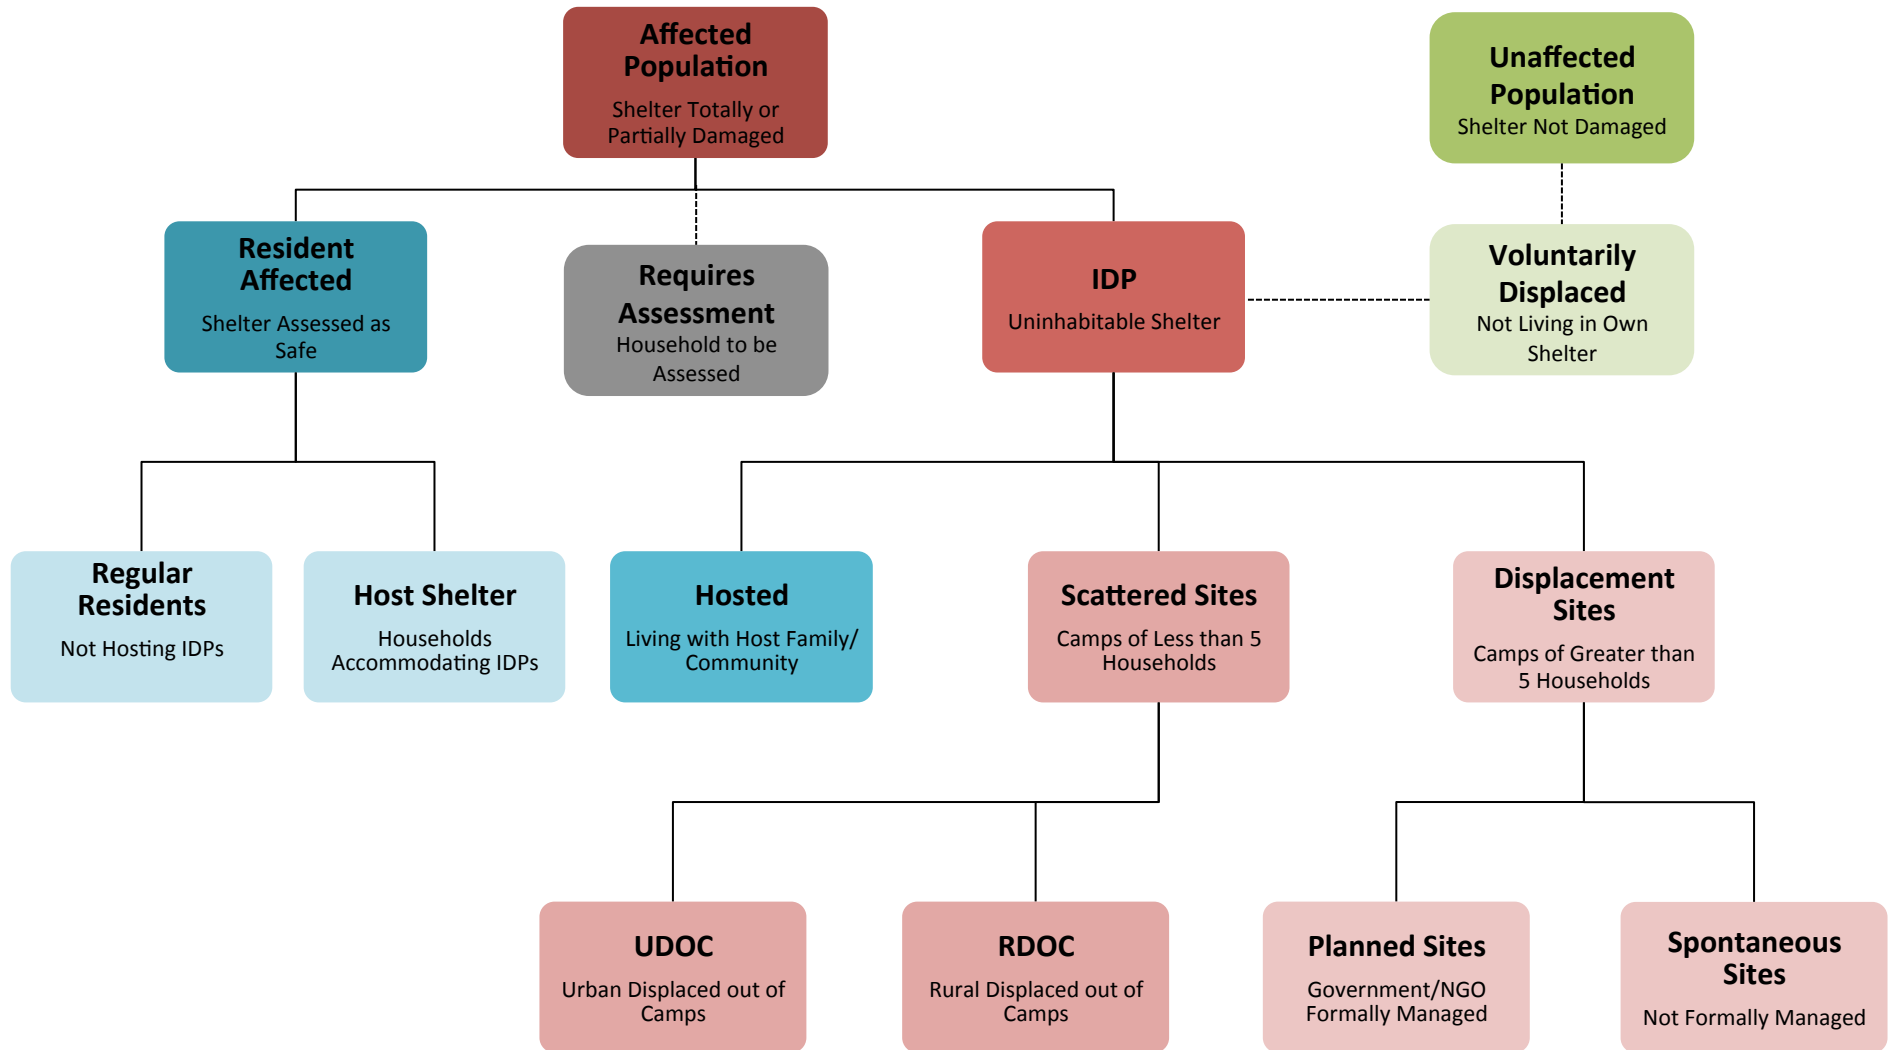 Affected
Population
Shelter Totally or
Partially Damaged
Unaffected
Population
Shelter Not Damaged
Resident
Affected
Shelter Assessed as
Safe
Requires
Assessment
Household to be
Assessed
IDP
Uninhabitable Shelter
Voluntarily
Displaced
Not Living in Own
Shelter
Regular
Residents
Not Hosting IDPs
Host Shelter
Households
Accommodating IDPs
Hosted
Living with Host Family/
Community
Scattered Sites
Camps of Less than 5
Households
Displacement
Sites
Camps of Greater than
5 Households
UDOC
Urban Displaced out of
Camps
RDOC
Rural Displaced out of
Camps
Planned Sites
Government/NGO
Formally Managed
Spontaneous
Sites
Not Formally Managed